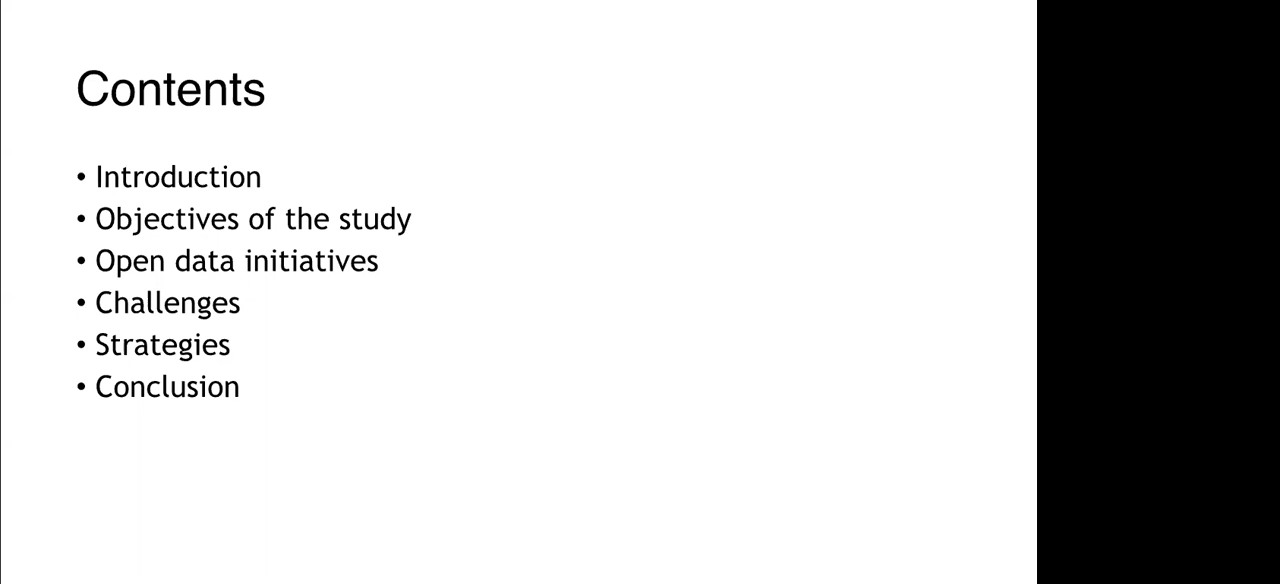 Contents
• Introduction
• Objectives of the study
• Open data initiatives
• Challenges
• Strategies
• Conclusion